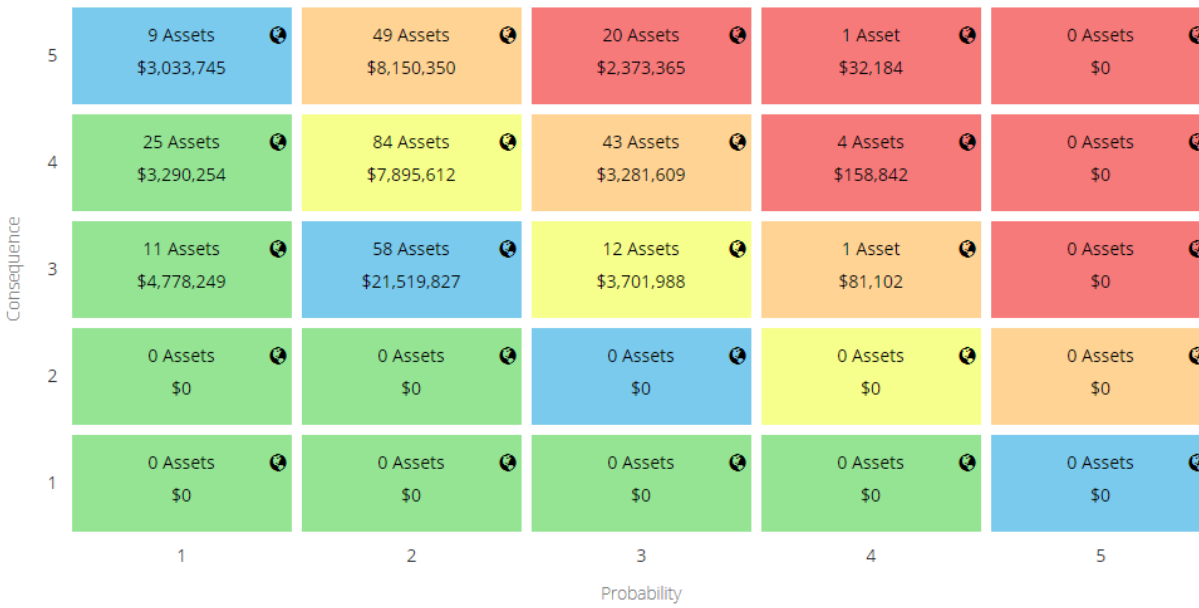 5
9 Assets
$3,033,745
49 Assets
$8,150,350
20 Assets
$2,373,365
1 Asset
$32,184
0 Assets
$0
4
25 Assets
$3,290,254
84 Assets
$7,895,612
43 Assets
$3,281,609
4 Assets
$158,842
0 Assets
$0
Consequence
3
11 Assets
$4,778,249
58 Assets
$21,519,827
12 Assets
$3,701,988
1 Asset
$81,102
0 Assets
$0
2
0 Assets
$0
0 Assets
$0
0 Assets
$0
0 Assets
$0
0 Assets
$0
1
0 Assets
$0
0 Assets
$0
0 Assets
$0
0 Assets
$0
0 Assets
$0
1
2
3
4
5
Probability